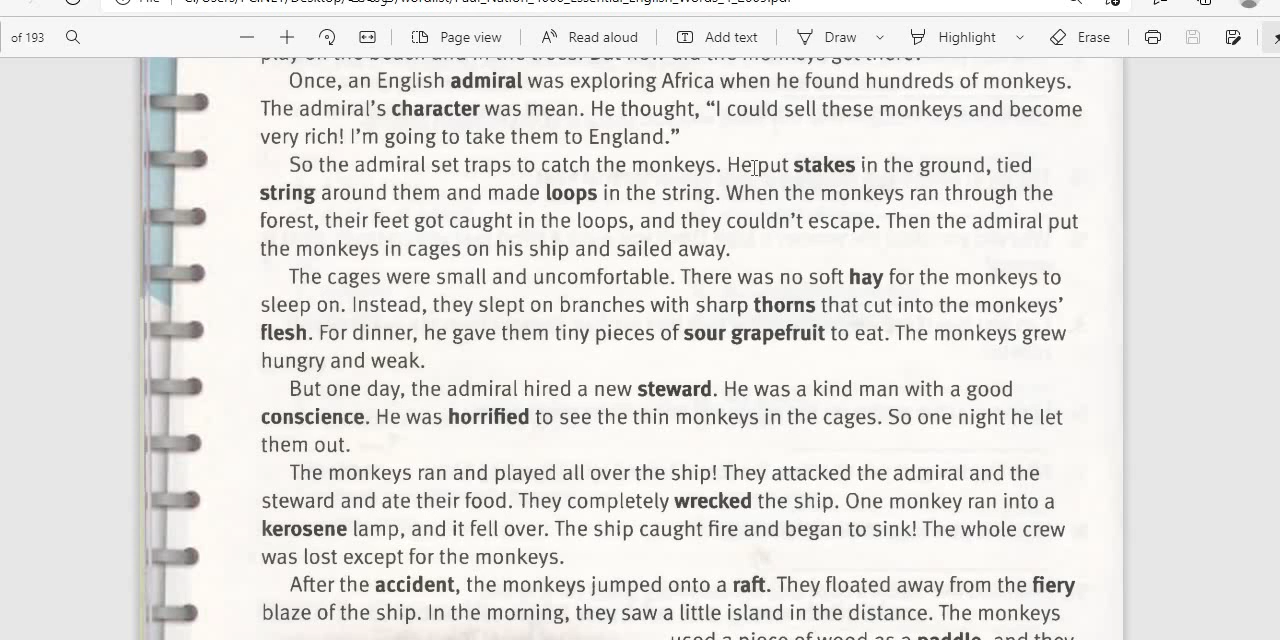 of 193
Page view
Read aloud
Add text
Draw
Highlight
Erase
Once, an English admiral was exploring Africa when he found hundreds of monkeys.
The admiral's character was mean. He thought, “I could sell these monkeys and become
very rich! I'm going to take them to England.”
So the admiral set traps to catch the monkeys. He put stakes in the ground, tied
string around them and made loops in the string. When the monkeys ran through the
forest, their feet got caught in the loops, and they couldn't escape. Then the admiral put
the monkeys in cages on his ship and sailed away.
The cages were small and uncomfortable. There was no soft hay for the monkeys to
sleep on. Instead, they slept on branches with sharp thorns that cut into the monkeys'
flesh. For dinner, he gave them tiny pieces of sour grapefruit to eat. The monkeys grew
hungry and weak.
But one day, the admiral hired a new steward. He was a kind man with a good
conscience. He was horrified to see the thin monkeys in the cages. So one night he let
them out.
The monkeys ran and played all over the ship! They attacked the admiral and the
steward and ate their food. They completely wrecked the ship. One monkey ran into a
kerosene lamp, and it fell over. The ship caught fire and began to sink! The whole crew
was lost except for the monkeys.
After the accident, the monkeys jumped onto a raft. They floated away from the fiery
blaze of the ship. In the morning, they saw a little island in the distance. The monkeys
used a piece of wood as a paddle, and they